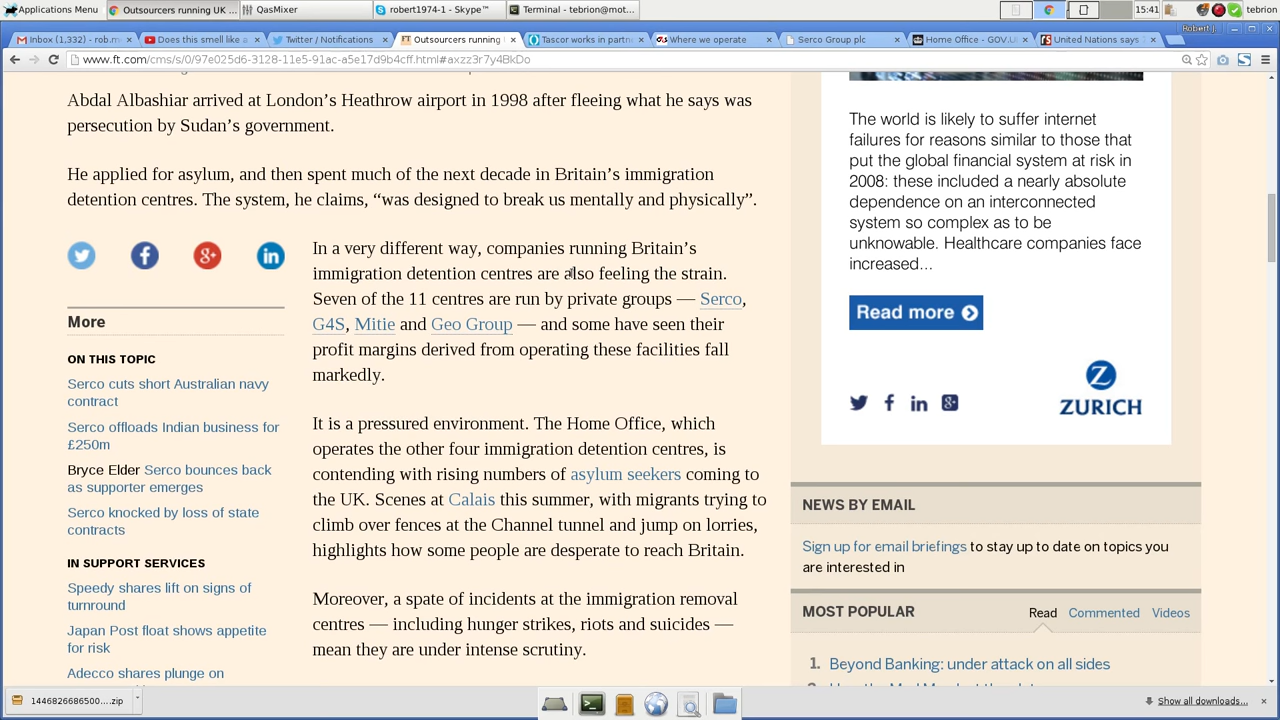 Applications Menu
Outsourcers running UK ...
QasMixer
robert1974-1 - Skype™
Terminal - tebrion@mot...
15:41
tebrion
Inbox (1,332) - rob.m
Does this smell like a
Twitter / Notifications
Outsourcers running
Tascor works in partn
Where we operate
Serco Group plc
Home Office - GOV.U
United Nations says
Robert J.
www.ft.com/cms/s/0/97e025d6-3128-11e5-91ac-a5e17d9b4cff.html#axzz3r7y4BkDo
Abdal Albashiar arrived at London’s Heathrow airport in 1998 after fleeing what he says was
persecution by Sudan’s government.
He applied for asylum, and then spent much of the next decade in Britain’s immigration
detention centres. The system, he claims, “was designed to break us mentally and physically”.
In a very different way, companies running Britain’s
immigration detention centres are also feeling the strain.
Seven of the 11 centres are run by private groups — Serco,
G4S, Mitie and Geo Group — and some have seen their
profit margins derived from operating these facilities fall
markedly.
It is a pressured environment. The Home Office, which
operates the other four immigration detention centres, is
contending with rising numbers of asylum seekers coming to
the UK. Scenes at Calais this summer, with migrants trying to
climb over fences at the Channel tunnel and jump on lorries,
highlights how some people are desperate to reach Britain.
Moreover, a spate of incidents at the immigration removal
centres — including hunger strikes, riots and suicides —
mean they are under intense scrutiny.
More
ON THIS TOPIC
Serco cuts short Australian navy
contract
Serco offloads Indian business for
£250m
Bryce Elder Serco bounces back
as supporter emerges
Serco knocked by loss of state
contracts
IN SUPPORT SERVICES
Speedy shares lift on signs of
turnround
Japan Post float shows appetite
for risk
Adecco shares plunge on
The world is likely to suffer internet
failures for reasons similar to those that
put the global financial system at risk in
2008: these included a nearly absolute
dependence on an interconnected
system so complex as to be
unknowable. Healthcare companies face
increased...
Read more
ZURICH
NEWS BY EMAIL
Sign up for email briefings to stay up to date on topics you
are interested in
MOST POPULAR
Read Commented Videos
1. Beyond Banking: under attack on all sides
1446826686500....zip
Show all downloads...